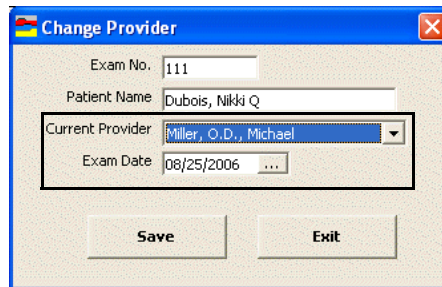 Change Provider
Exam No. 111
Patient Name Dubois, Nikki Q
Current Provider Miller, O.D., Michael
Exam Date 08/25/2006 ...
Save Exit